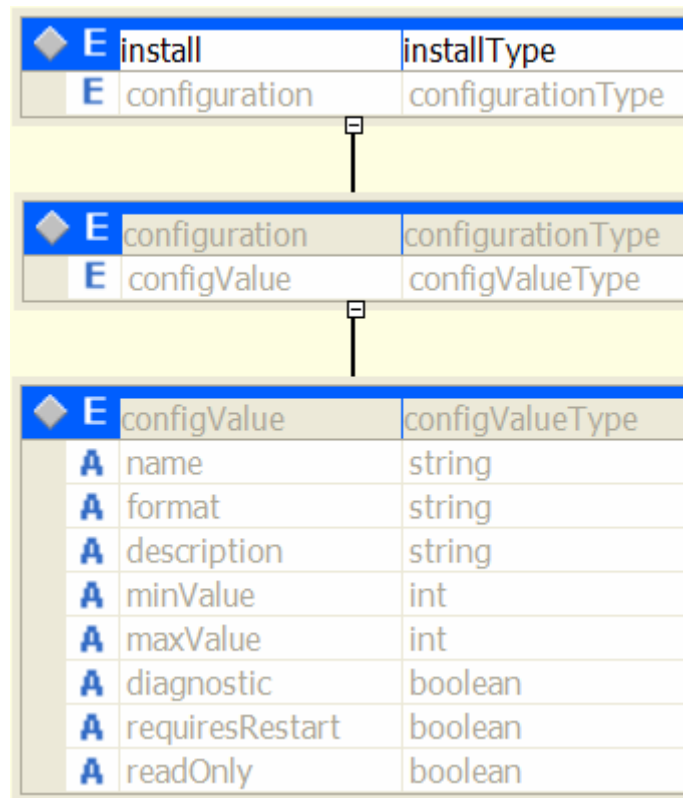 E install installType
E configuration configurationType
E configuration configurationType
E configValue configValueType
E configValue configValueType
A name string
A format string
A description string
A minValue int
A maxValue int
A diagnostic boolean
A requiresRestart boolean
A readOnly boolean